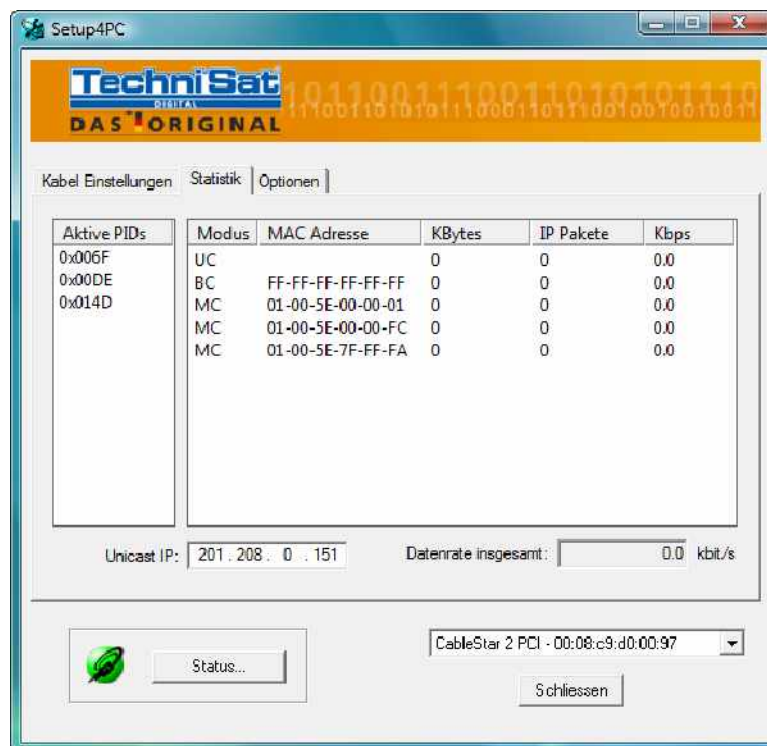 Setup4PC
TechniSat
DIGITAL
DAS ORIGINAL
Kabel Einstellungen Statistik Optionen
Aktive PIDs Modus MAC Adresse KBytes IP Pakete Kbps
0x006F UC 0 0 0.0
0x00DE BC FF-FF-FF-FF-FF-FF 0 0 0.0
0x014D MC 01-00-5E-00-00-01 0 0 0.0
MC 01-00-5E-00-00-FC 0 0 0.0
MC 01-00-5E-7F-FF-FA 0 0 0.0
Unicast IP: 201 . 208 . 0 . 151 Datenrate insgesamt: 0.0 kbit/s
CableStar 2 PCI - 00:08:c9:d0:00:97
Status...
Schliessen